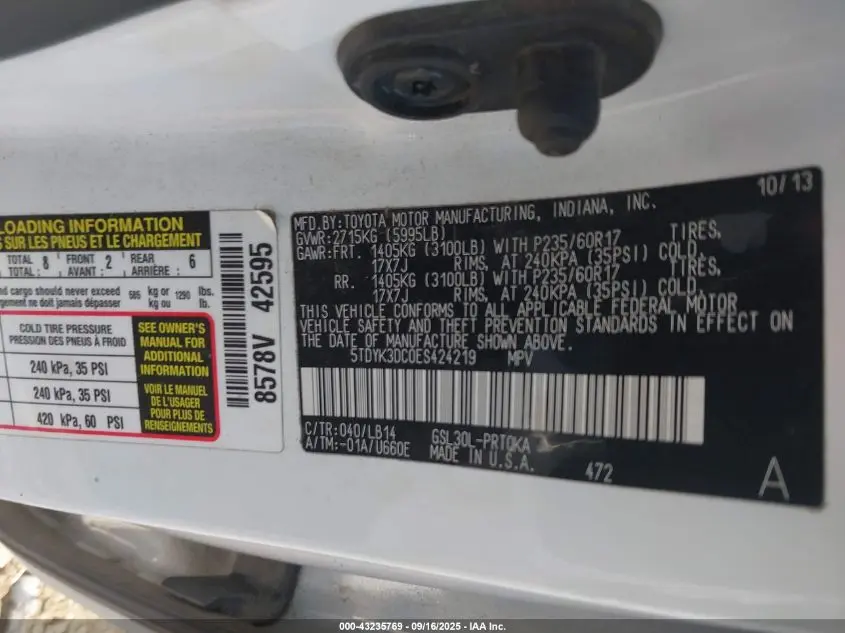 LOADING INFORMATION
SUR LES PNEUS ET LE CHARGEMENT
TOTAL 8 FRONT 2 REAR 6
TOTAL : AVANT : ARRIÈRE :
and cargo should never exceed 585 kg or 1290 lb.
ne doit jamais dépasser kg ou lb.
COLD TIRE PRESSURE
PRESSION DES PNEUS À FROID
240 kPa, 35 PSI
240 kPa, 35 PSI
420 kPa, 60 PSI
SEE OWNER'S
MANUAL FOR
ADDITIONAL
INFORMATION
VOIR LE MANUEL
DE L'USAGER
POUR PLUS DE
RENSEIGNEMENTS
8578V 42595
10/13
MFD.BY:TOYOTA MOTOR MANUFACTURING, INDIANA, INC.
GVWR:2715KG (5995LB)
GAWR:FRT. 1405KG (3100LB) WITH P235/60R17 TIRES,
17X7J RIMS, AT 240KPA (35PSI) COLD,
RR. 1405KG (3100LB) WITH P235/60R17 TIRES,
17X7J RIMS, AT 240KPA (35PSI) COLD.
THIS VEHICLE CONFORMS TO ALL APPLICABLE FEDERAL MOTOR
VEHICLE SAFETY AND THEFT PREVENTION STANDARDS IN EFFECT ON
THE DATE OF MANUFACTURE SHOWN ABOVE.
5TDYK3DC0ES424219 MPV
C/TR:040/LB14 GSL30L-PRTOKA
A/TM:-01A/U660E MADE IN U.S.A.
472
A
000-43235769 - 09/16/2025 - IAA Inc.